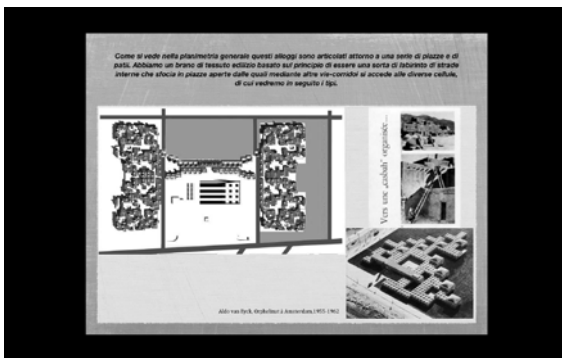 Come si vede nella planimetria generale questi alloggi sono articolati attorno a una serie di piazze e di
patii. Abbiamo un brano di tessuto edilizio basato sul principio di essere una sorta di labirinto di strade
interne che sfocia in piazze aperte dalle quali mediante altre vie-corridoi si accede alle diverse cellule,
di cui vedremo in seguito i tipi.
Vers une „casbah“ organisée...
Aldo van Eyck, Orphelinat à Amsterdam,1955-1962